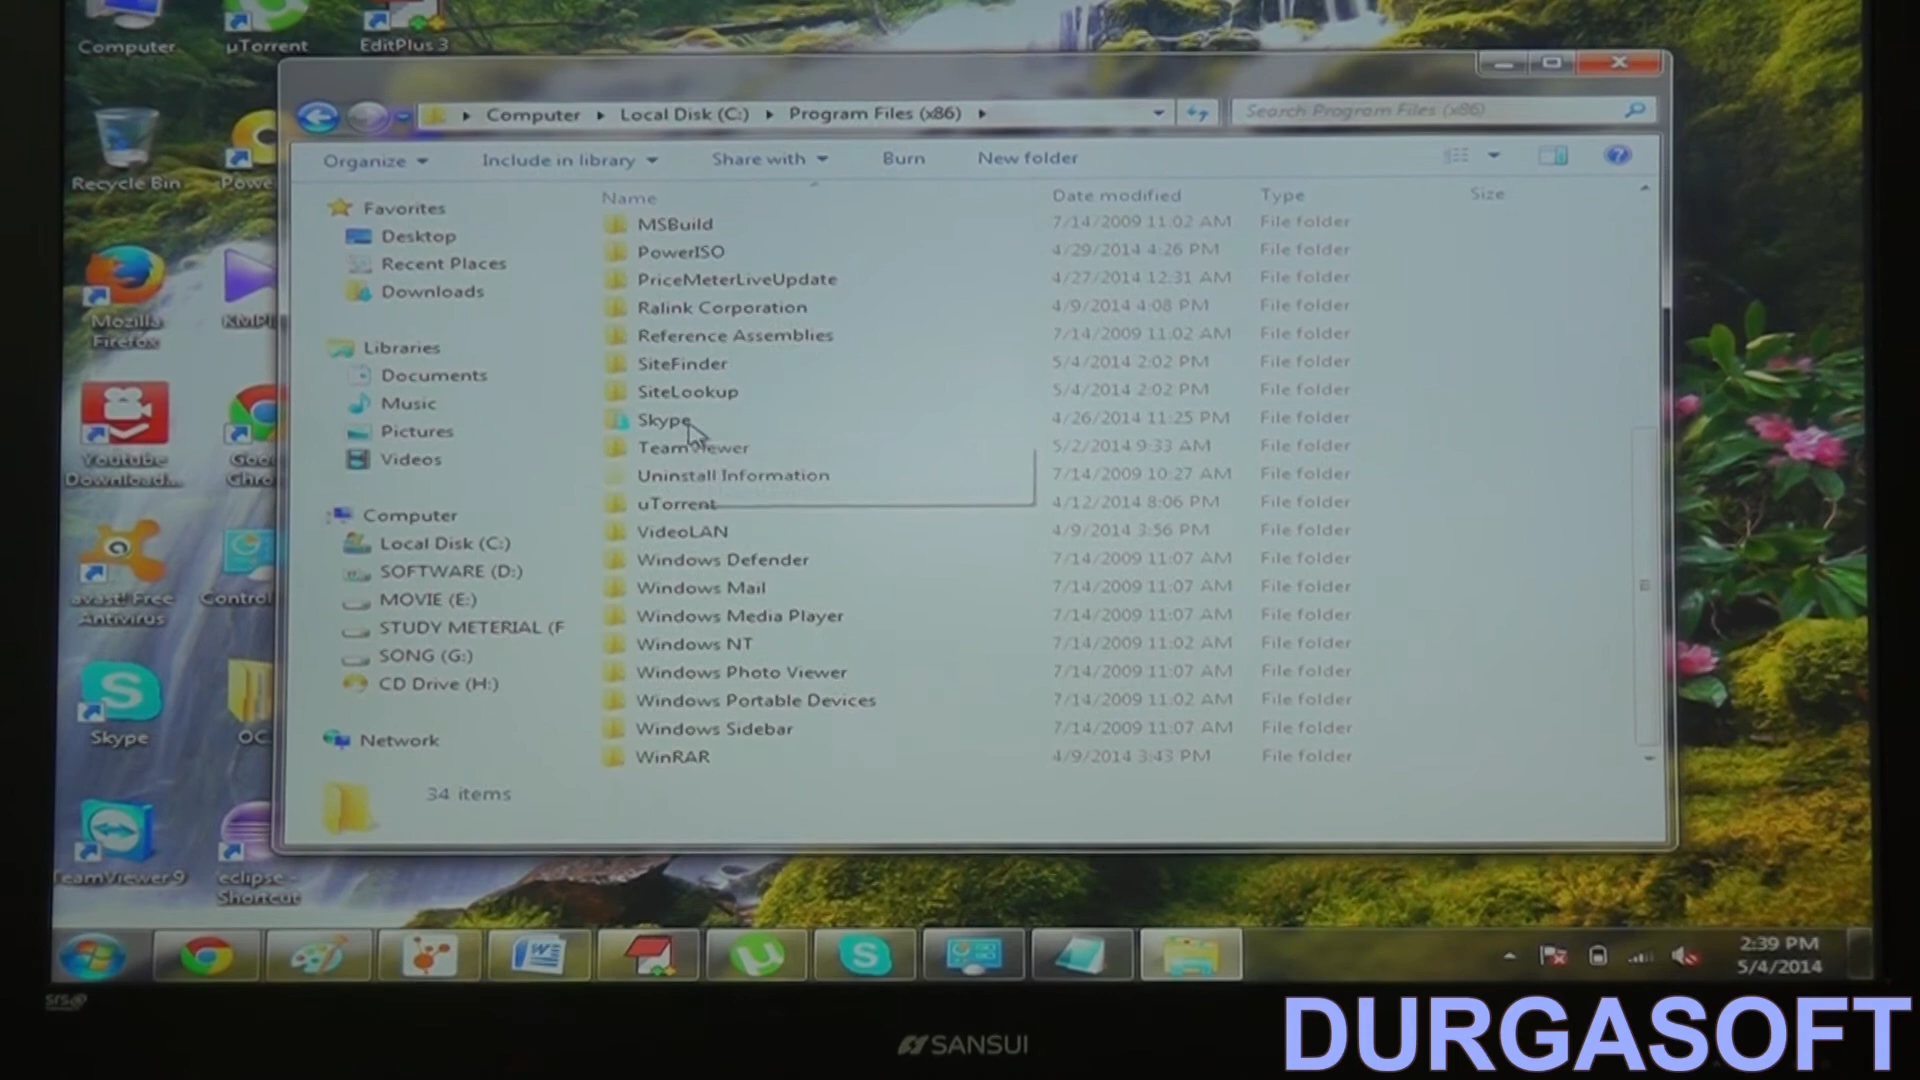 Computer
µTorrent
EditPlus 3
Computer
Local Disk (C:)
Program Files (x86)
Search Program Files (x86)
Organize
Include in library
Share with
Burn
New folder
Recycle Bin
Mozilla
Firefox
Youtube
Download...
avast! Free
Antivirus
Control
Skype
TeamViewer 9
eclipse -
Shortcut
Favorites
Desktop
Recent Places
Downloads
Libraries
Documents
Music
Pictures
Videos
Computer
Local Disk (C:)
SOFTWARE (D:)
MOVIE (E:)
STUDY METERIAL (F
SONG (G:)
CD Drive (H:)
Network
Name Date modified Type Size
MSBuild 7/14/2009 11:02 AM File folder
PowerISO 4/29/2014 4:26 PM File folder
PriceMeterLiveUpdate 4/27/2014 12:31 AM File folder
Ralink Corporation 4/9/2014 4:08 PM File folder
Reference Assemblies 7/14/2009 11:02 AM File folder
SiteFinder 5/4/2014 2:02 PM File folder
SiteLookup 5/4/2014 2:02 PM File folder
Skype 4/26/2014 11:25 PM File folder
TeamViewer 5/2/2014 9:33 AM File folder
Uninstall Information 7/14/2009 10:27 AM File folder
uTorrent 4/12/2014 8:06 PM File folder
VideoLAN 4/9/2014 3:56 PM File folder
Windows Defender 7/14/2009 11:07 AM File folder
Windows Mail 7/14/2009 11:07 AM File folder
Windows Media Player 7/14/2009 11:07 AM File folder
Windows NT 7/14/2009 11:02 AM File folder
Windows Photo Viewer 7/14/2009 11:07 AM File folder
Windows Portable Devices 7/14/2009 11:02 AM File folder
Windows Sidebar 7/14/2009 11:07 AM File folder
WinRAR 4/9/2014 3:43 PM File folder
34 items
2:39 PM
5/4/2014
SANSUI
DURGASOFT